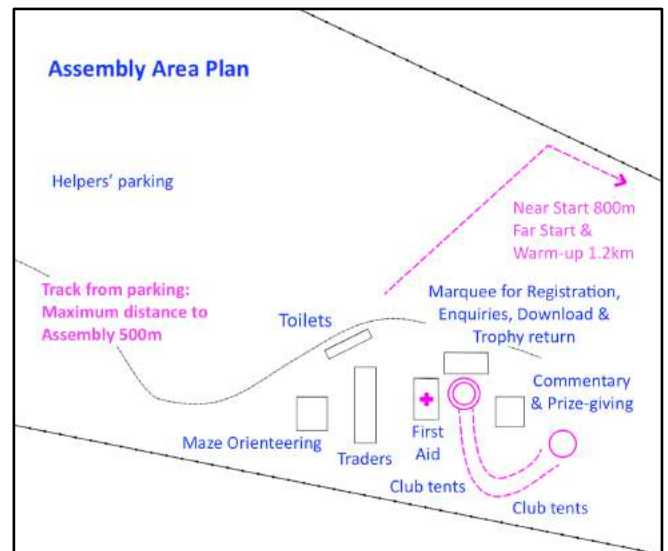 Assembly Area Plan
Helpers' parking
Near Start 800m
Far Start &
Warm-up 1.2km
Track from parking:
Maximum distance to
Assembly 500m
Marquee for Registration,
Enquiries, Download &
Trophy return
Toilets
Commentary
& Prize-giving
Maze Orienteering
Traders
First
Aid
Club tents
Club tents